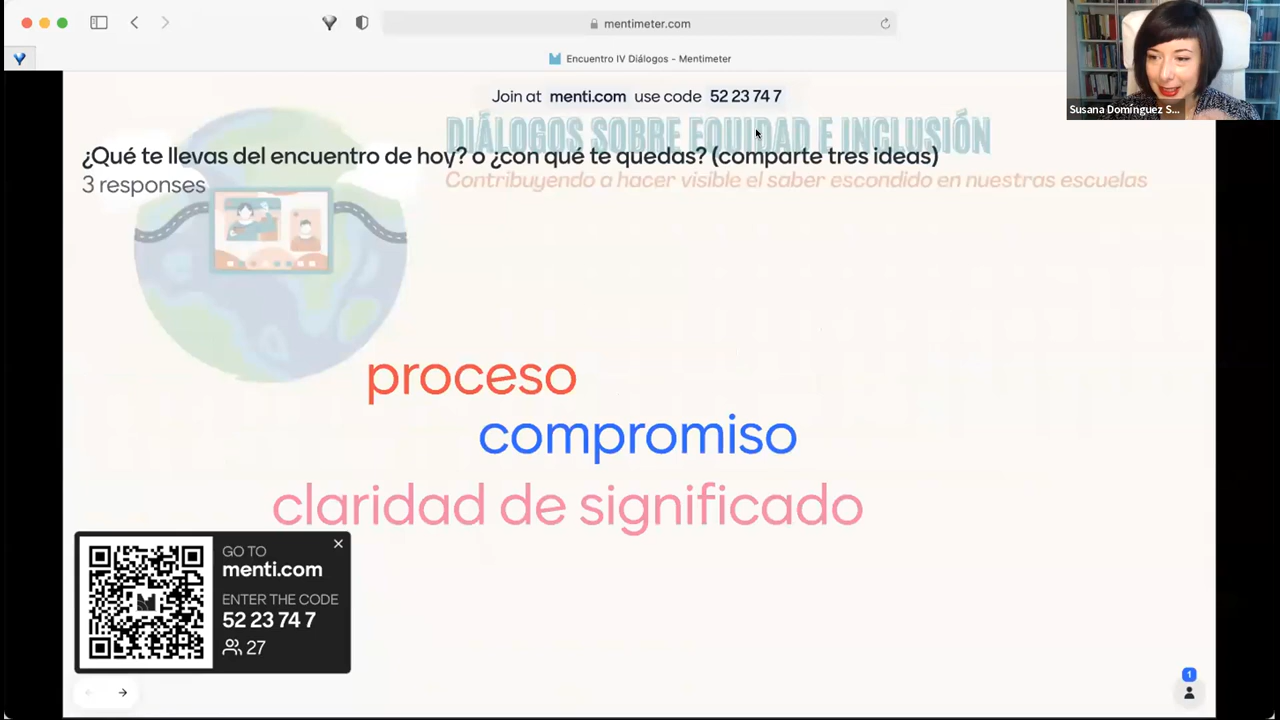 mentimeter.com
Encuentro IV Diálogos - Mentimeter
Susana Domínguez S...
Join at menti.com use code 52 23 74 7
DIÁLOGOS SOBRE EQUIDAD E INCLUSIÓN
¿Qué te llevas del encuentro de hoy? o ¿con qué te quedas? (comparte tres ideas)
Contribuyendo a hacer visible el saber escondido en nuestras escuelas
3 responses
proceso
compromiso
claridad de significado
GO TO
menti.com
ENTER THE CODE
52 23 74 7
27
1